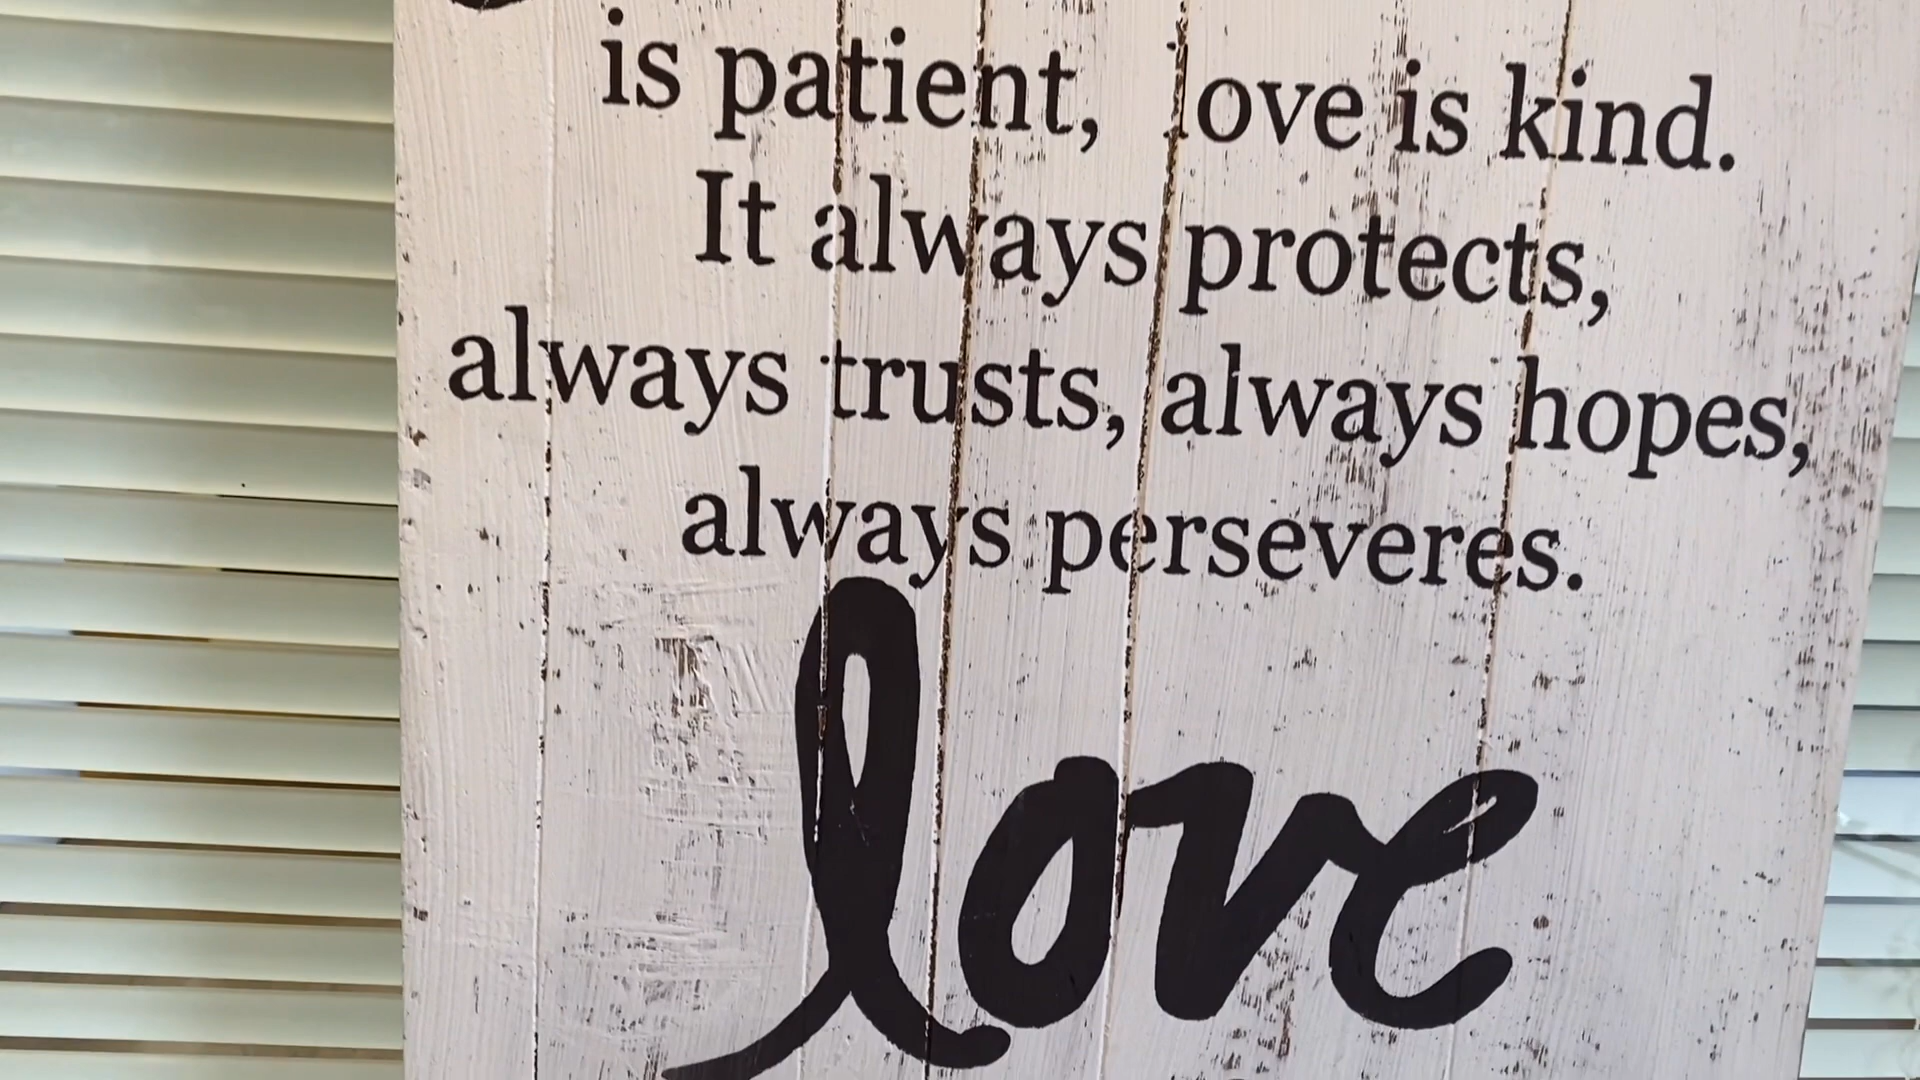 is patient, love is kind.
It always protects,
always trusts, always hopes,
always perseveres.
love